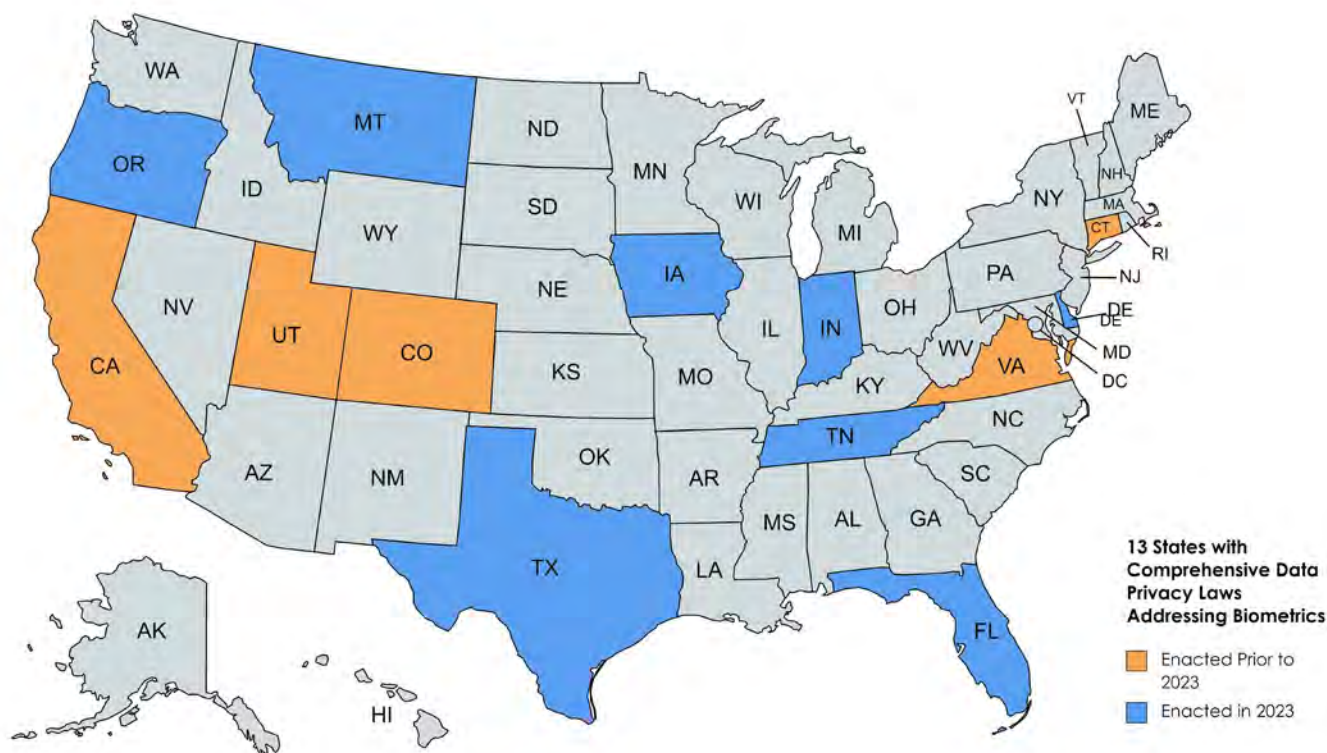 WA
MT
ND
MN
VT
ME
OR
ID
SD
WI
MI
NY
NH
MA
CT
RI
WY
IA
PA
NJ
NV
NE
IL
IN
OH
DE
DE
MD
DC
UT
CO
KS
MO
KY
WV
VA
CA
TN
NC
AZ
NM
OK
AR
SC
MS
AL
GA
TX
LA
FL
AK
HI
13 States with
Comprehensive Data
Privacy Laws
Addressing Biometrics
Enacted Prior to
2023
Enacted in 2023